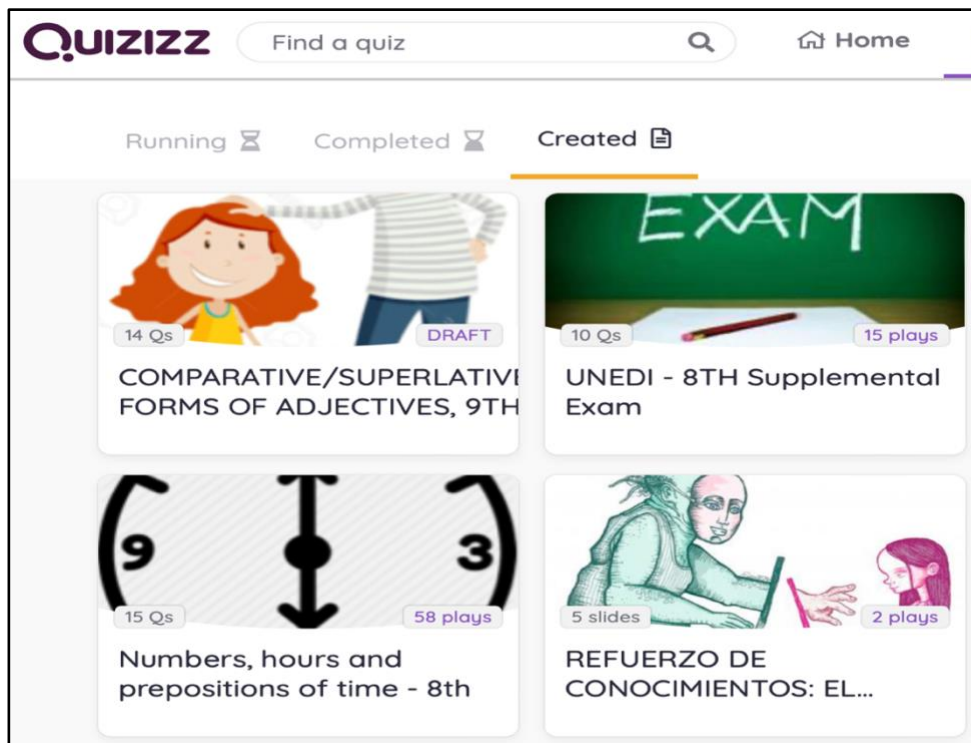 QUIZIZZ
Find a quiz
Home
Running
Completed
Created
14 Qs
DRAFT
COMPARATIVE/SUPERLATIVE
FORMS OF ADJECTIVES, 9TH
EXAM
10 Qs
15 plays
UNEDI - 8TH Supplemental
Exam
9
3
15 Qs
58 plays
Numbers, hours and
prepositions of time - 8th
5 slides
2 plays
REFUERZO DE
CONOCIMIENTOS: EL...